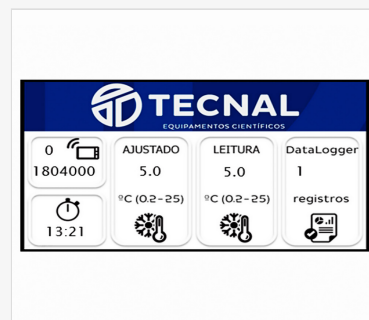 TECNAL
EQUIPAMENTOS CIENTÍFICOS
0
1804000
13:21
AJUSTADO
5.0
ºC (0.2-25)
LEITURA
5.0
ºC (0.2-25)
DataLogger
1
registros